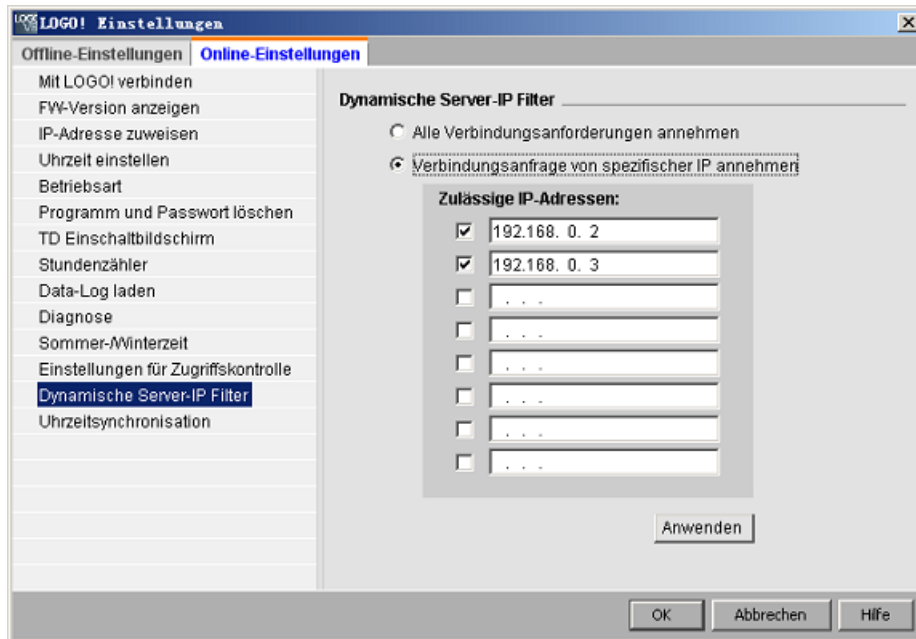 LOGO! Einstellungen
Offline-Einstellungen Online-Einstellungen
Mit LOGO! verbinden
FW-Version anzeigen
IP-Adresse zuweisen
Uhrzeit einstellen
Betriebsart
Programm und Passwort löschen
TD Einschaltbildschirm
Stundenzähler
Data-Log laden
Diagnose
Sommer-/Winterzeit
Einstellungen für Zugriffskontrolle
Dynamische Server-IP Filter
Uhrzeitsynchronisation
Dynamische Server-IP Filter
Alle Verbindungsanforderungen annehmen
Verbindungsanfrage von spezifischer IP annehmen
Zulässige IP-Adressen:
192.168. 0. 2
192.168. 0. 3
. . .
. . .
. . .
. . .
. . .
. . .
Anwenden
OK Abbrechen Hilfe